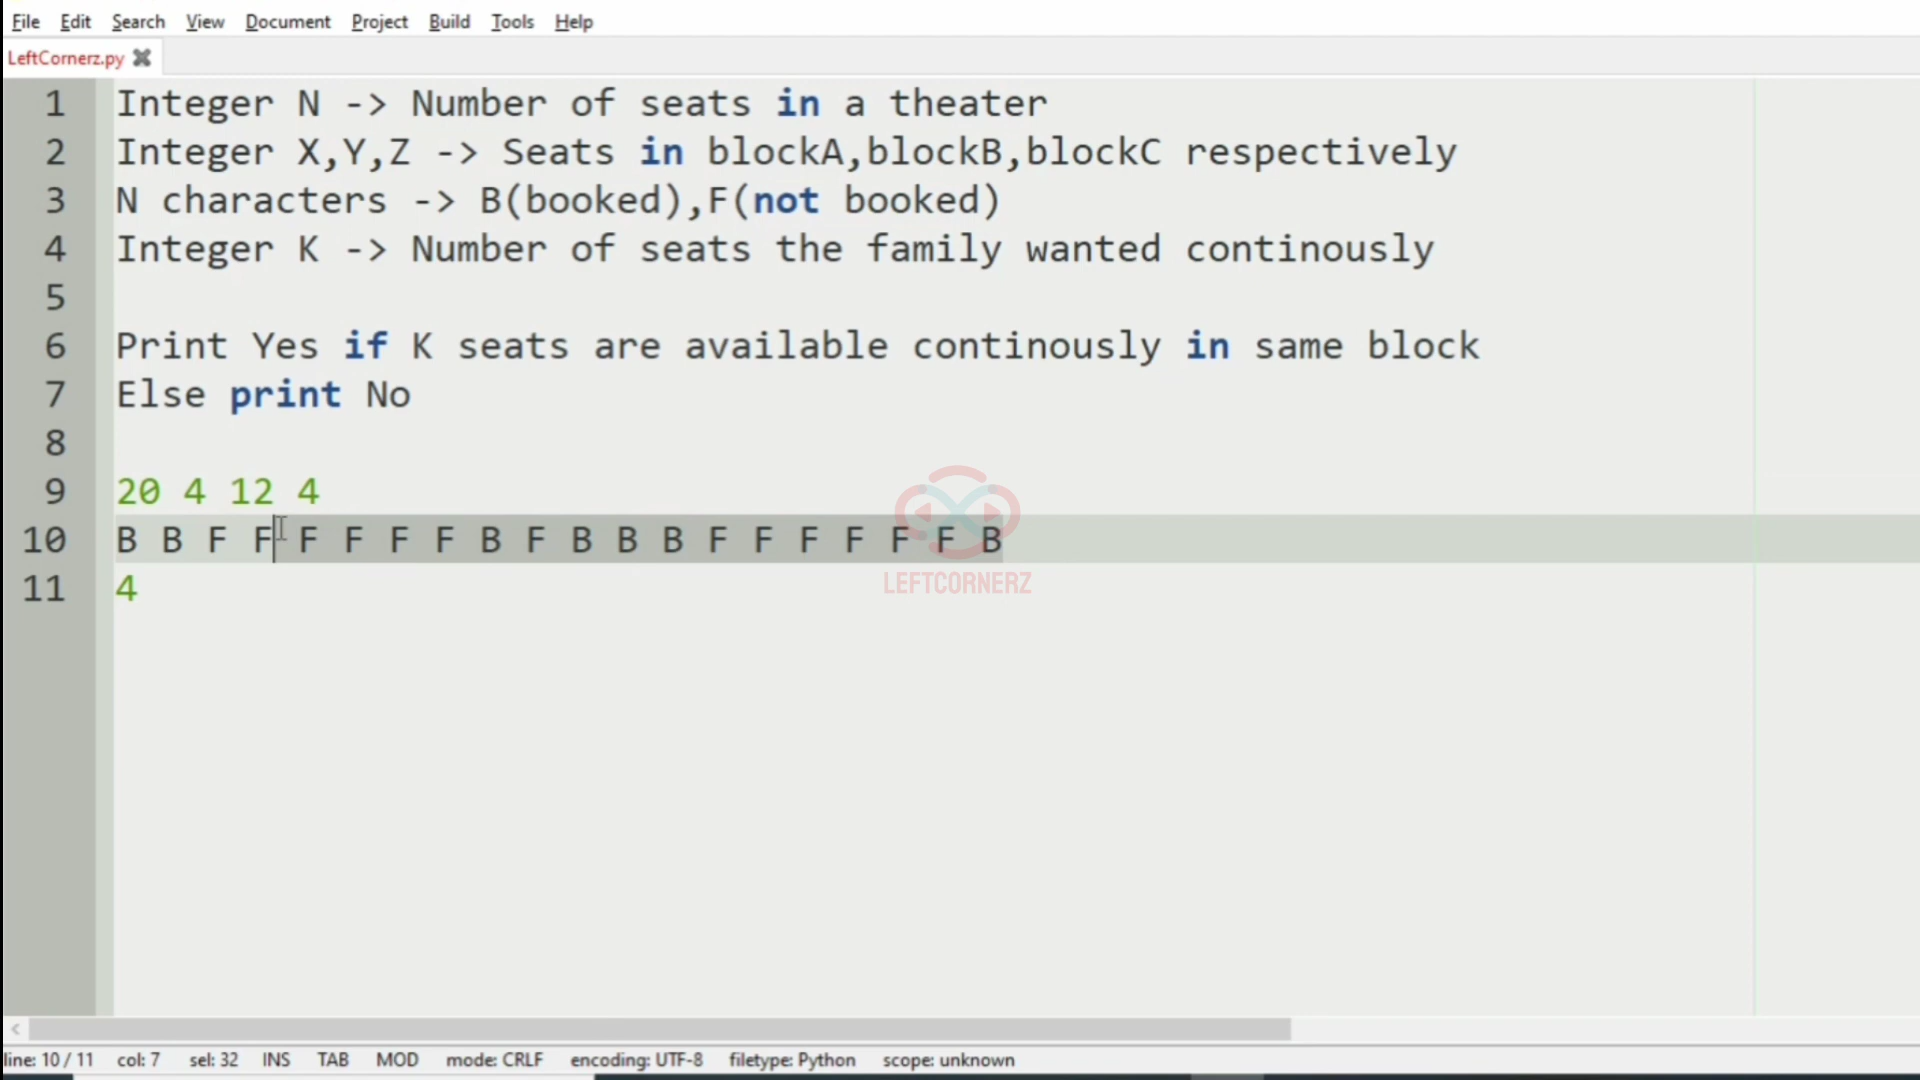 File Edit Search View Document Project Build Tools Help
LeftCornerz.py
1 Integer N -> Number of seats in a theater
2 Integer X,Y,Z -> Seats in blockA,blockB,blockC respectively
3 N characters -> B(booked),F(not booked)
4 Integer K -> Number of seats the family wanted continously
5
6 Print Yes if K seats are available continously in same block
7 Else print No
8
9 20 4 12 4
10 B B F F F F F F B F B B B F F F F F F B
11 4
LEFTCORNERZ
line: 10 / 11 col: 7 sel: 32 INS TAB MOD mode: CRLF encoding: UTF-8 filetype: Python scope: unknown